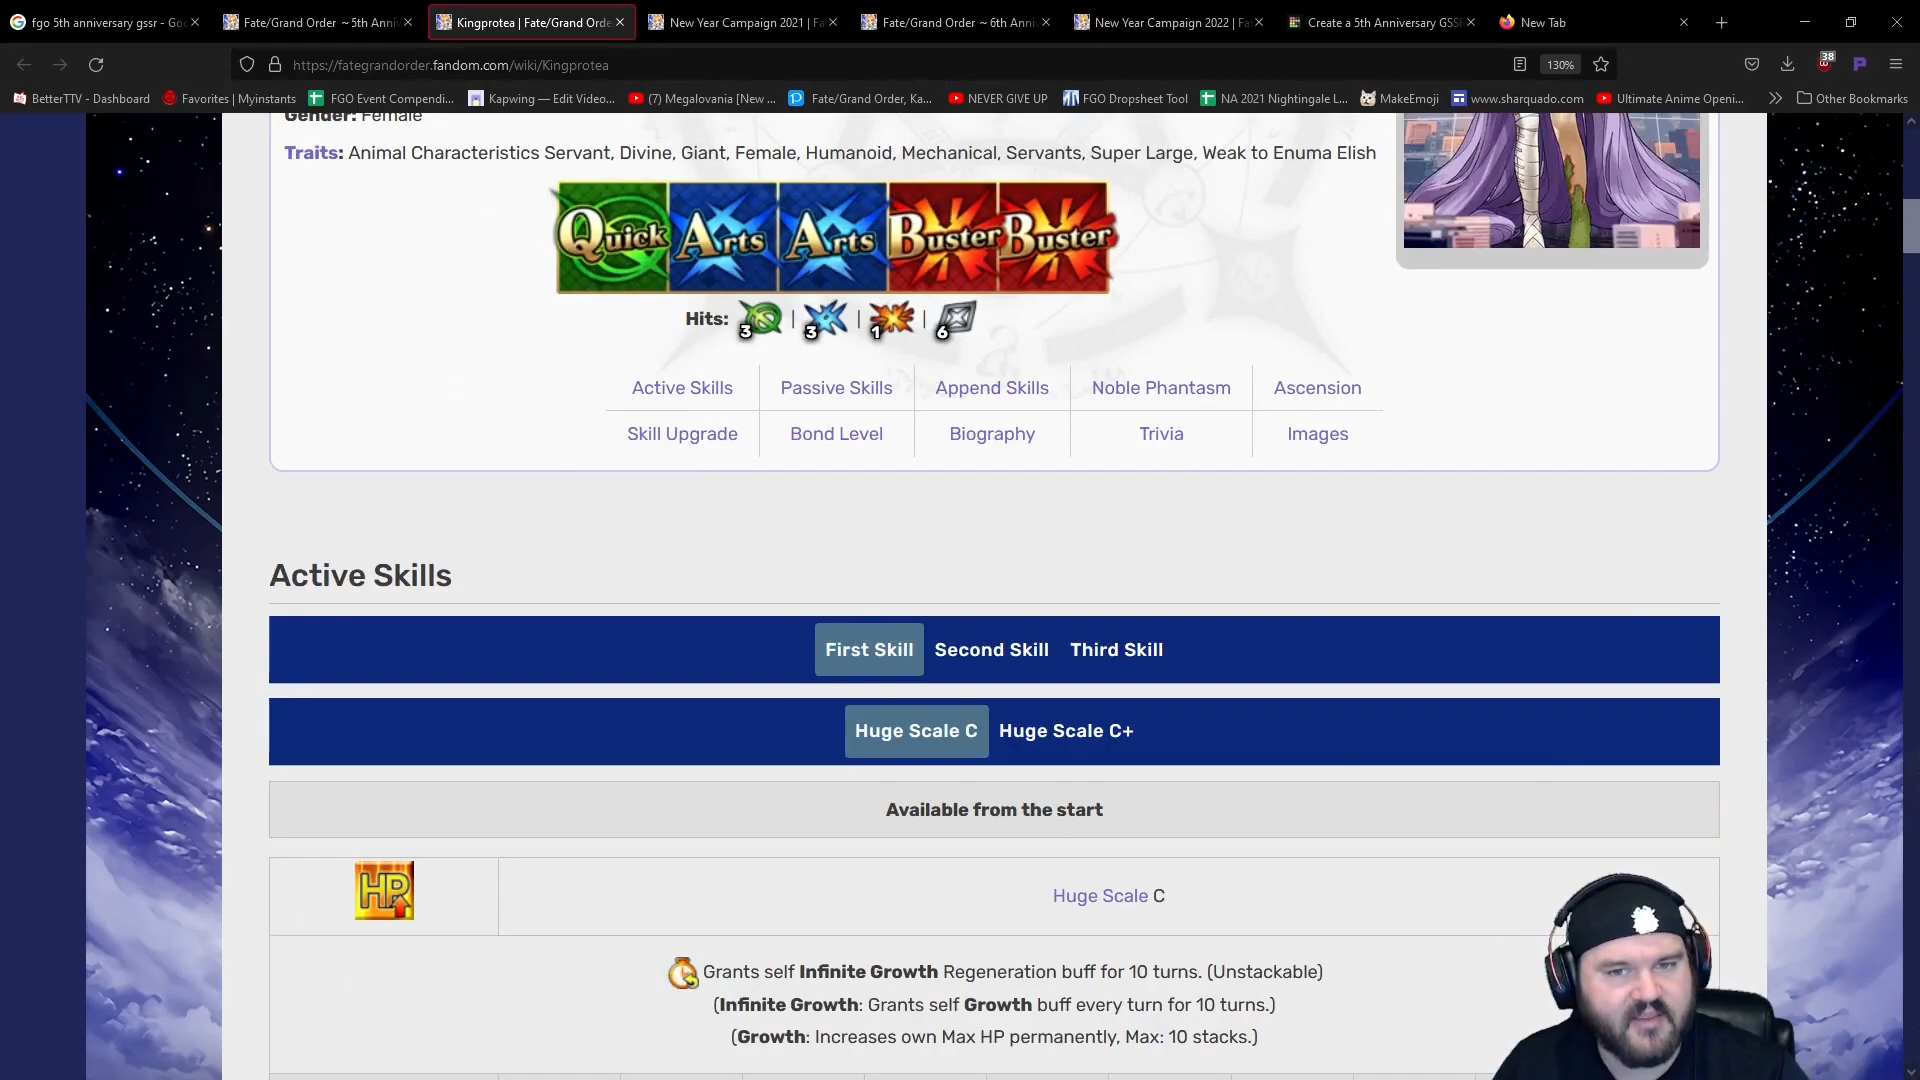 fgo 5th anniversary gssr - Goo
Fate/Grand Order ～5th Anni
Kingprotea | Fate/Grand Orde
New Year Campaign 2021 | Fa
Fate/Grand Order ～6th Anni
New Year Campaign 2022 | Fa
Create a 5th Anniversary GSSR
New Tab
https://fategrandorder.fandom.com/wiki/Kingprotea
130%
38
BetterTTV - Dashboard
Favorites | Myinstants
FGO Event Compendi...
Kapwing — Edit Video...
(7) Megalovania [New ...
Fate/Grand Order, Ka...
NEVER GIVE UP
FGO Dropsheet Tool
NA 2021 Nightingale L...
MakeEmoji
www.sharquado.com
Ultimate Anime Openi...
Other Bookmarks
Gender: Female
Traits: Animal Characteristics Servant, Divine, Giant, Female, Humanoid, Mechanical, Servants, Super Large, Weak to Enuma Elish
Quick Arts Arts Buster Buster
Hits: 3 | 3 | 1 | 6
Active Skills Passive Skills Append Skills Noble Phantasm Ascension
Skill Upgrade Bond Level Biography Trivia Images
Active Skills
First Skill Second Skill Third Skill
Huge Scale C Huge Scale C+
Available from the start
HP
Huge Scale C
Grants self Infinite Growth Regeneration buff for 10 turns. (Unstackable)
(Infinite Growth: Grants self Growth buff every turn for 10 turns.)
(Growth: Increases own Max HP permanently, Max: 10 stacks.)